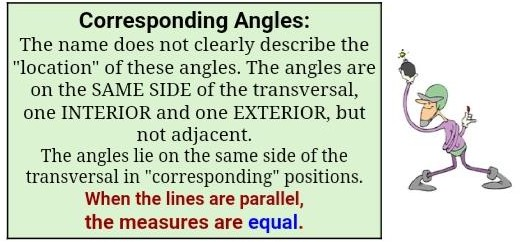 Corresponding Angles:
The name does not clearly describe the
"location" of these angles. The angles are
on the SAME SIDE of the transversal,
one INTERIOR and one EXTERIOR, but
not adjacent.
The angles lie on the same side of the
transversal in "corresponding" positions.
When the lines are parallel,
the measures are equal.